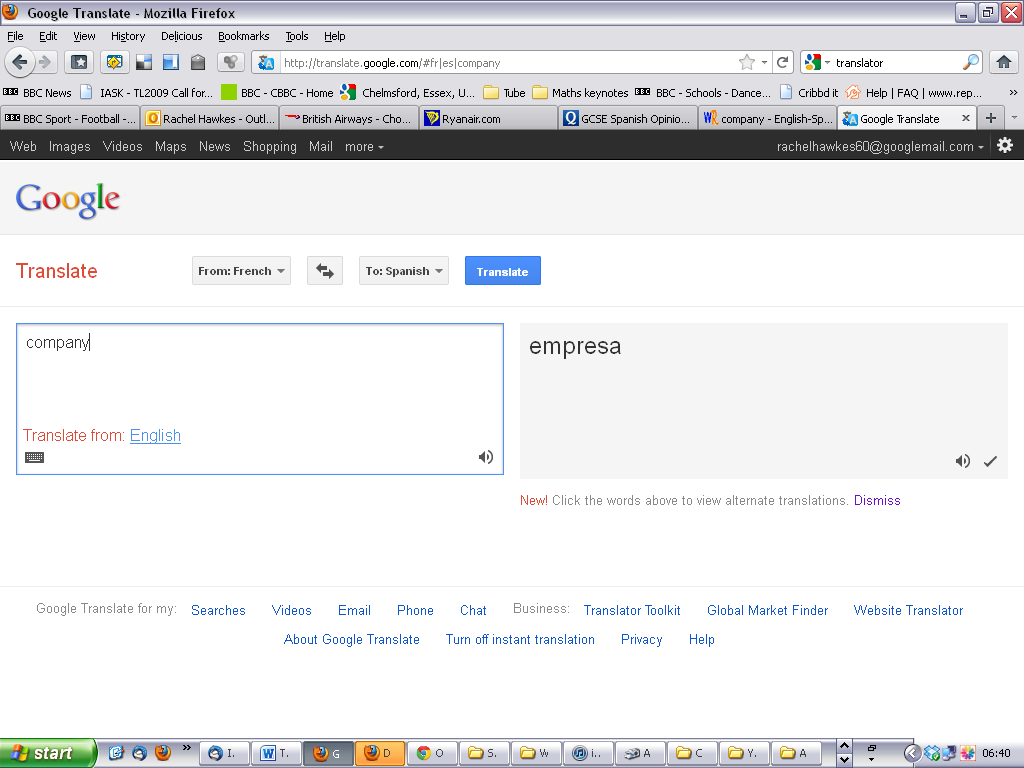 Google Translate - Mozilla Firefox
File Edit View History Delicious Bookmarks Tools Help
http://translate.google.com/#fr|es|company translator
BBC News IASK - TL2009 Call for... BBC - CBBC - Home Chelmsford, Essex, U... Tube Maths keynotes BBC - Schools - Dance... Cribbd it Help | FAQ | www.rep... »
BBC Sport - Football -... Rachel Hawkes - Outl... British Airways - Cho... Ryanair.com GCSE Spanish Opinio... company - English-Sp... Google Translate
Web Images Videos Maps News Shopping Mail more rachelhawkes60@googlemail.com
Google
Translate From: French To: Spanish Translate
company empresa
Translate from: English
New! Click the words above to view alternate translations. Dismiss
Google Translate for my: Searches Videos Email Phone Chat Business: Translator Toolkit Global Market Finder Website Translator
About Google Translate Turn off instant translation Privacy Help
start » I. T. G D O S. W i.. A C Y. A 06:40